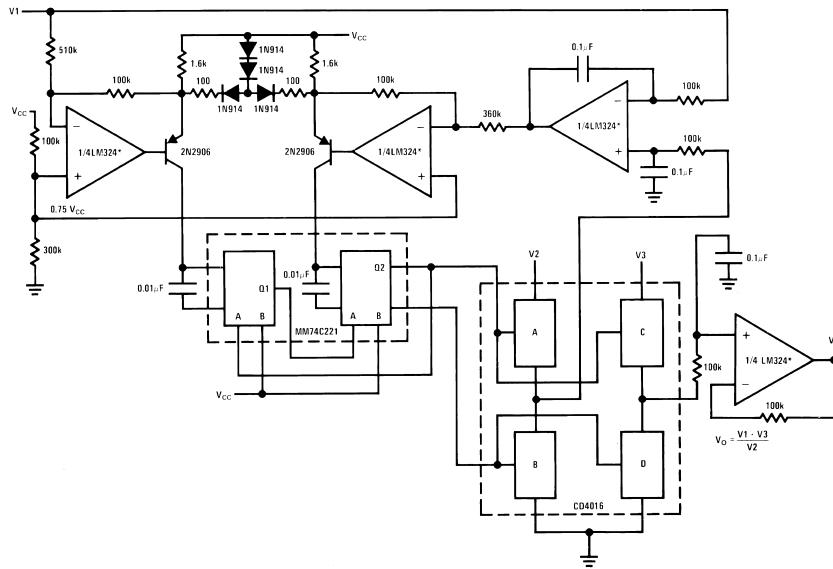 V1
510k
VCC
1N914
1N914
1.6k
1.6k
100k
100
100
100k
1N914
1N914
0.1μF
100k
360k
VCC
100k
−
+
1/4LM324*
2N2906
2N2906
1/4LM324*
−
+
1/4LM324*
−
+
100k
0.1μF
0.75 VCC
300k
0.01μF
Q1
A
B
0.01μF
Q2
A
B
MM74C221
VCC
V2
V3
A
C
B
D
CD4016
0.1μF
100k
+
−
1/4 LM324*
V
100k
VO = V1 · V3
V2